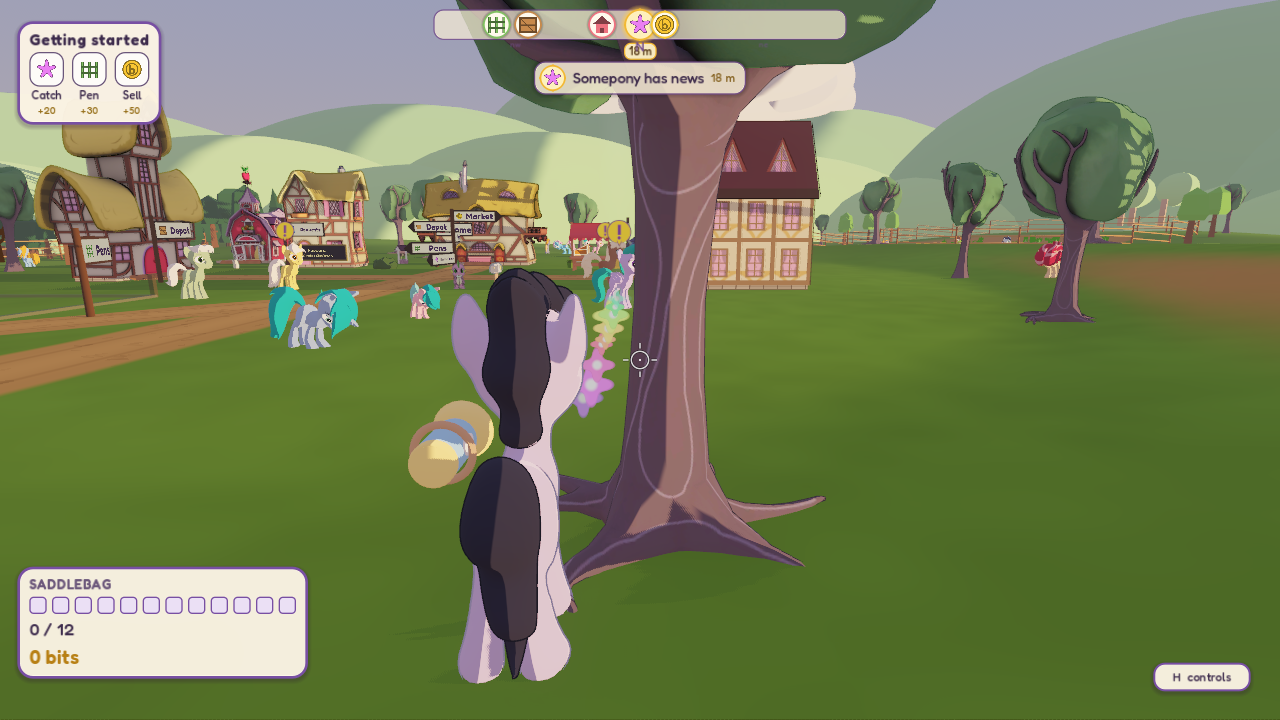 Getting started
Catch Pen Sell
+20 +30 +50
18 m
Somepony has news 18 m
Market
Depot
Pens
Pens
Depot
SADDLEBAG
0 / 12
0 bits
H controls